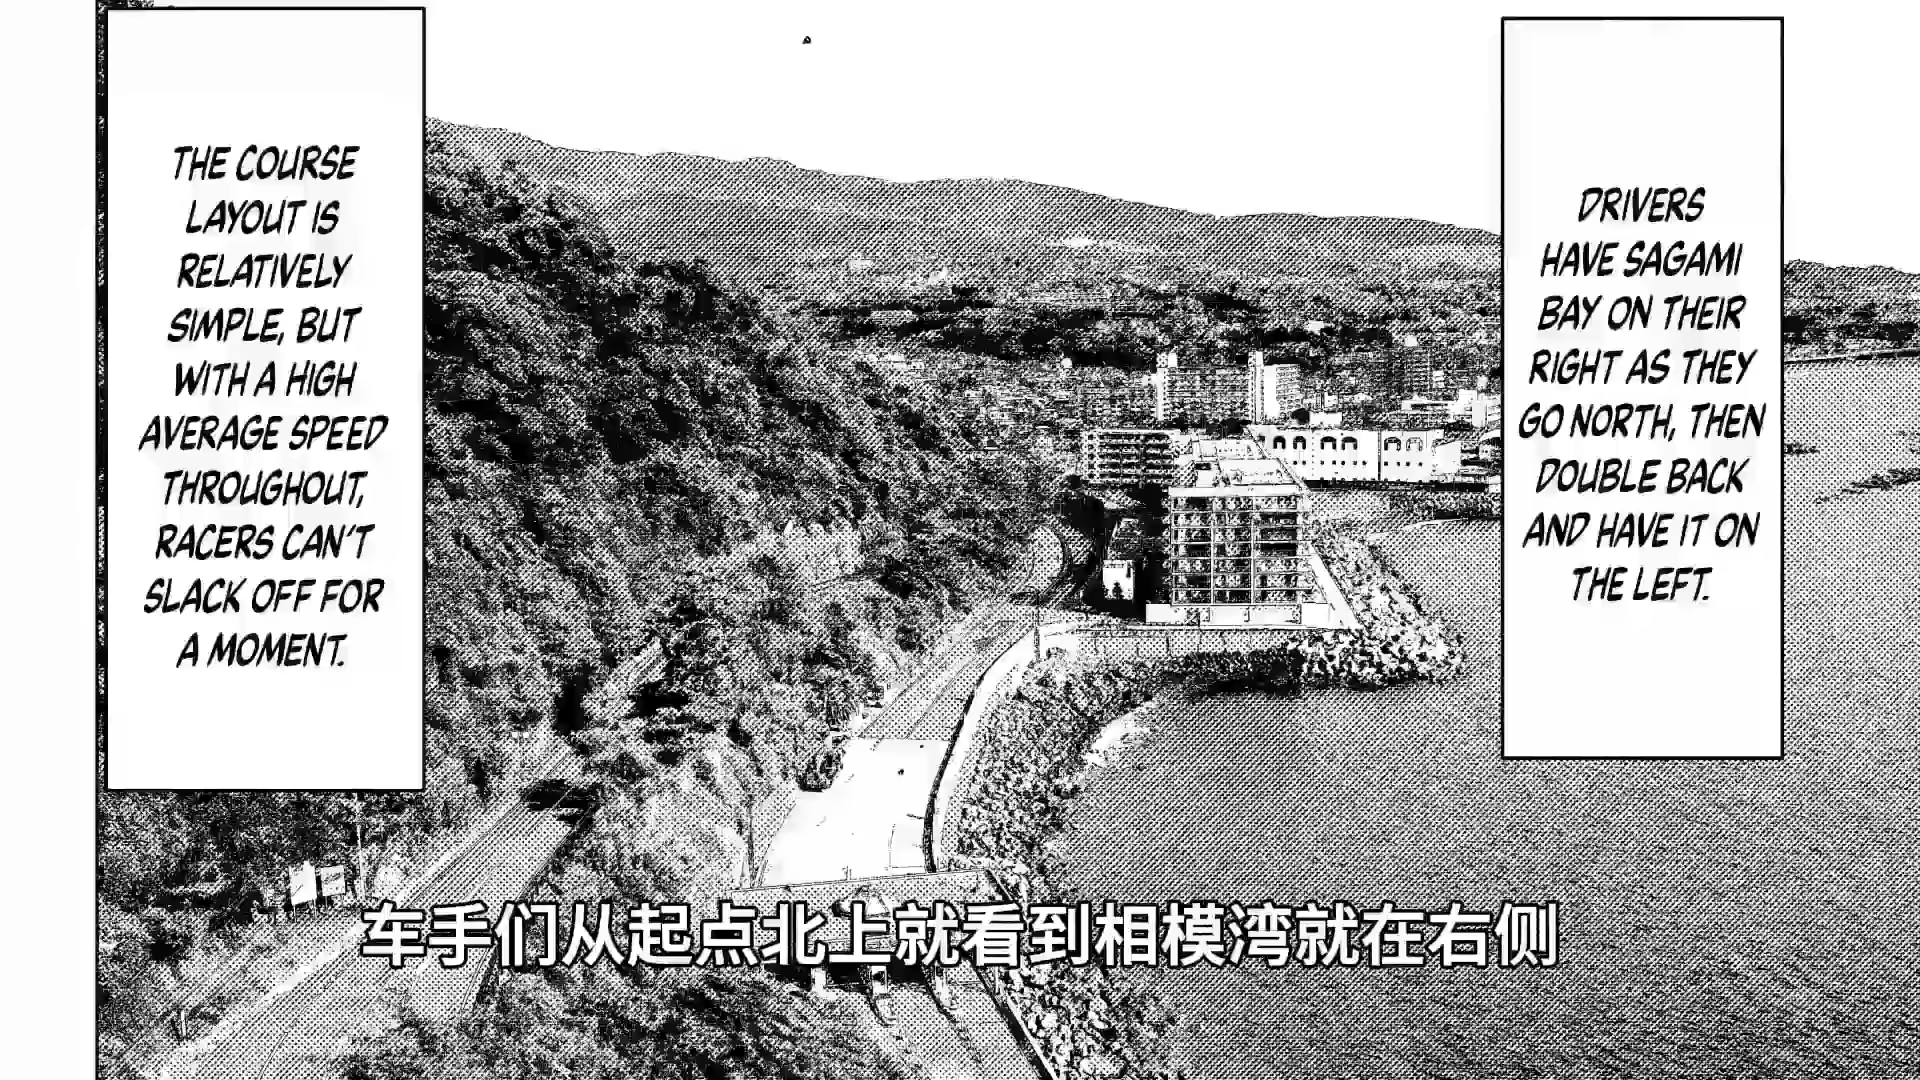 DRIVERS
HAVE SAGAMI
BAY ON THEIR
RIGHT AS THEY
GO NORTH, THEN
DOUBLE BACK
AND HAVE IT ON
THE LEFT.
THE COURSE
LAYOUT IS
RELATIVELY
SIMPLE, BUT
WITH A HIGH
AVERAGE SPEED
THROUGHOUT,
RACERS CAN'T
SLACK OFF FOR
A MOMENT.
车手们从起点北上就看到相模湾就在右侧